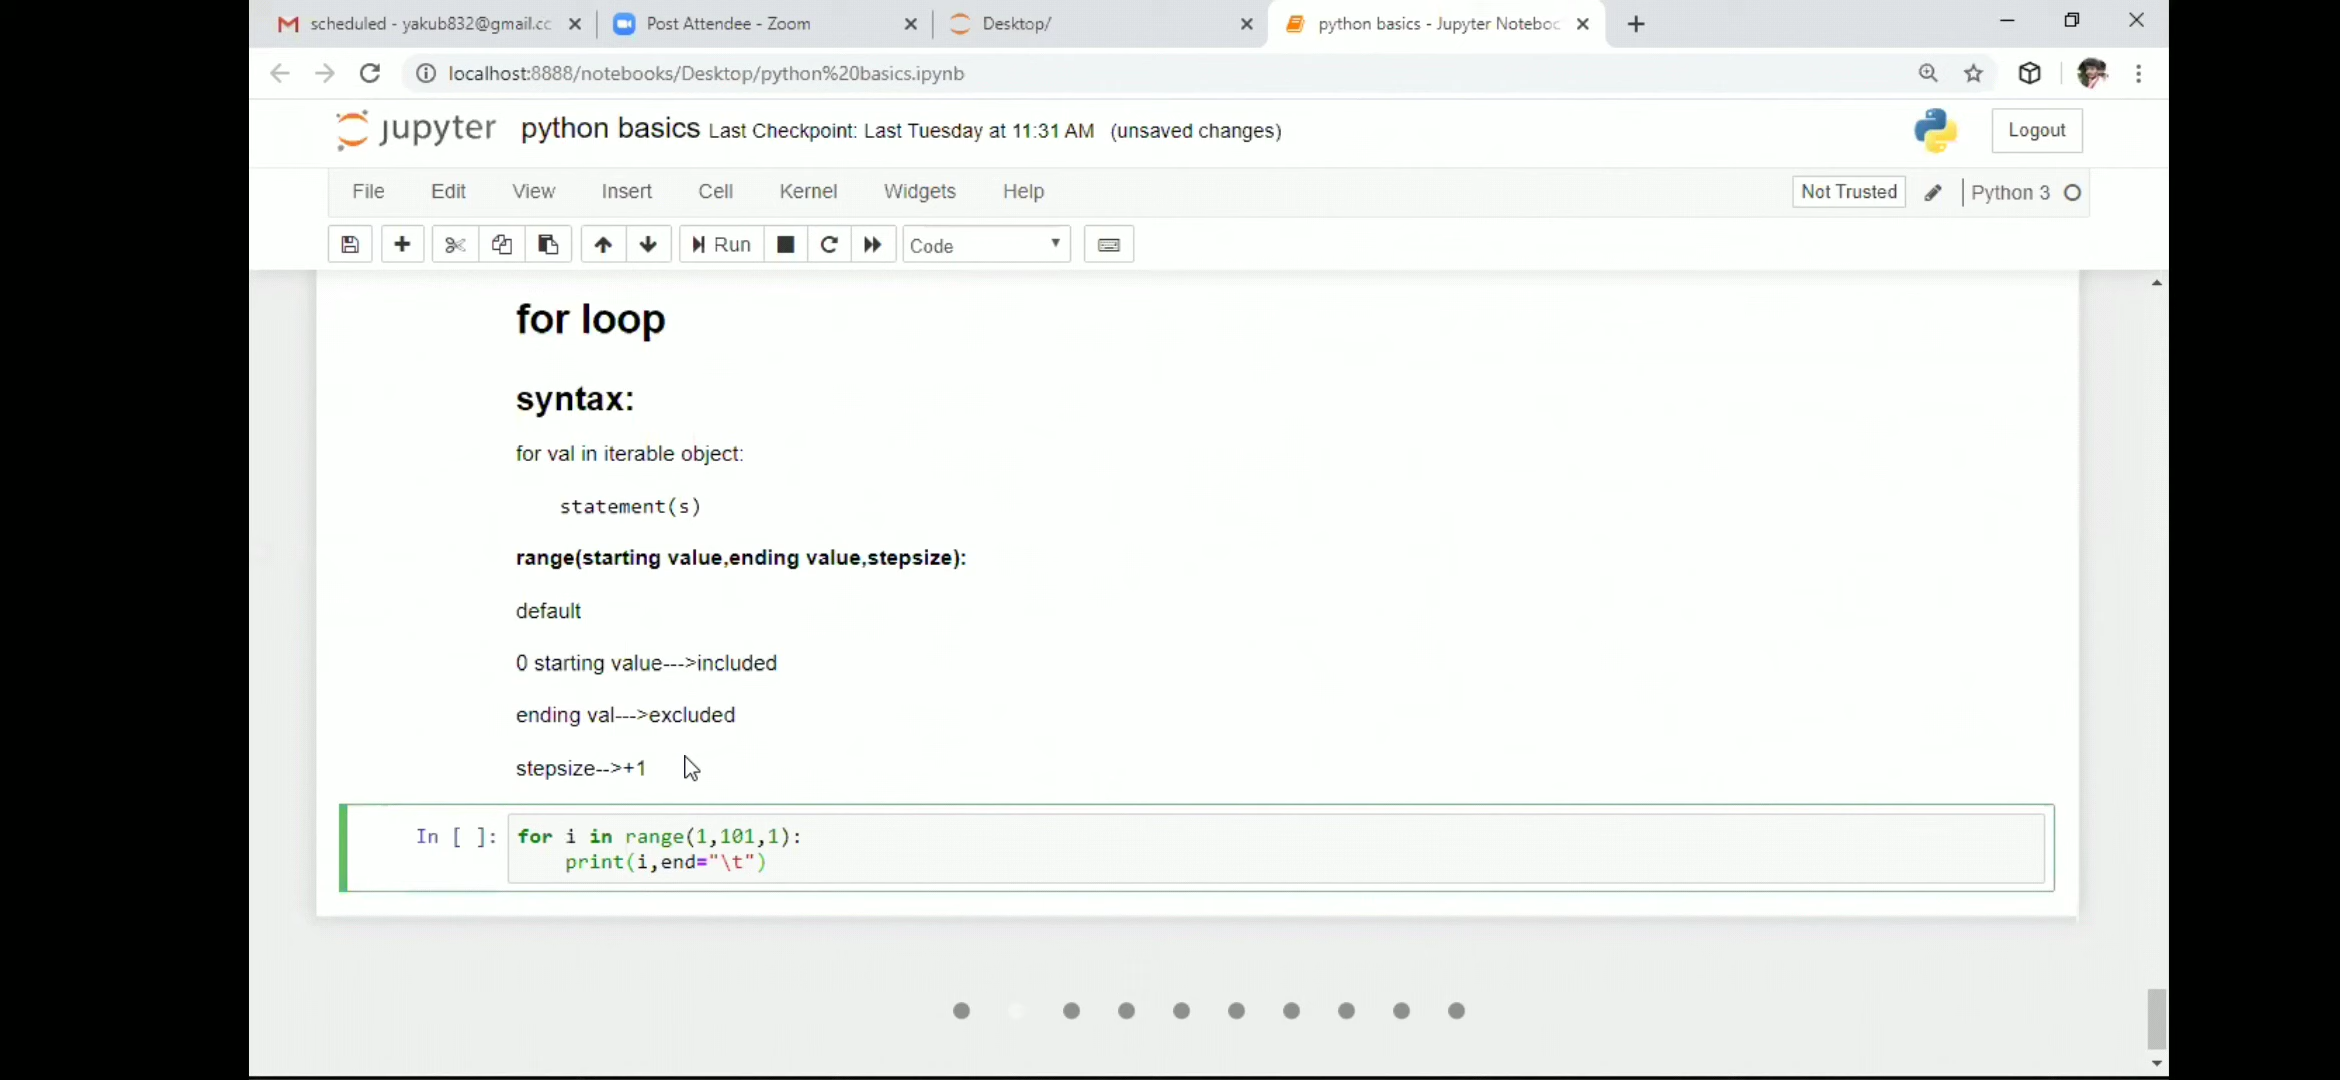 scheduled - yakub832@gmail.cc
Post Attendee - Zoom
Desktop/
python basics - Jupyter Noteboo
localhost:8888/notebooks/Desktop/python%20basics.ipynb
jupyter python basics Last Checkpoint: Last Tuesday at 11:31 AM (unsaved changes)
Logout
File Edit View Insert Cell Kernel Widgets Help
Not Trusted
Python 3
Run
Code
for loop
syntax:
for val in iterable object:
statement(s)
range(starting value,ending value,stepsize):
default
0 starting value--->included
ending val--->excluded
stepsize-->+1
In [ ]: for i in range(1,101,1):
print(i,end="\t")